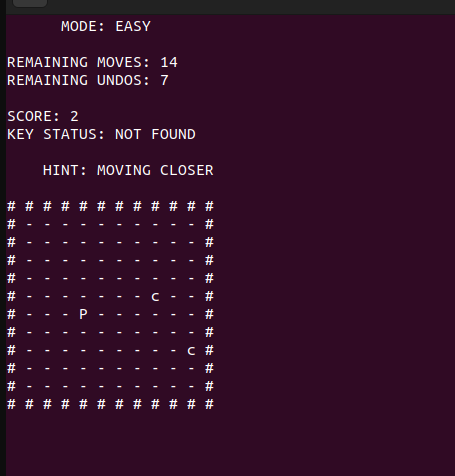 MODE: EASY
REMAINING MOVES: 14
REMAINING UNDOS: 7
SCORE: 2
KEY STATUS: NOT FOUND
HINT: MOVING CLOSER
# # # # # # # # # # # #
# - - - - - - - - - - #
# - - - - - - - - - - #
# - - - - - - - - - - #
# - - - - - - - - - - #
# - - - - - - - c - - #
# - - - P - - - - - - #
# - - - - - - - - - - #
# - - - - - - - - - c #
# - - - - - - - - - - #
# - - - - - - - - - - #
# # # # # # # # # # # #